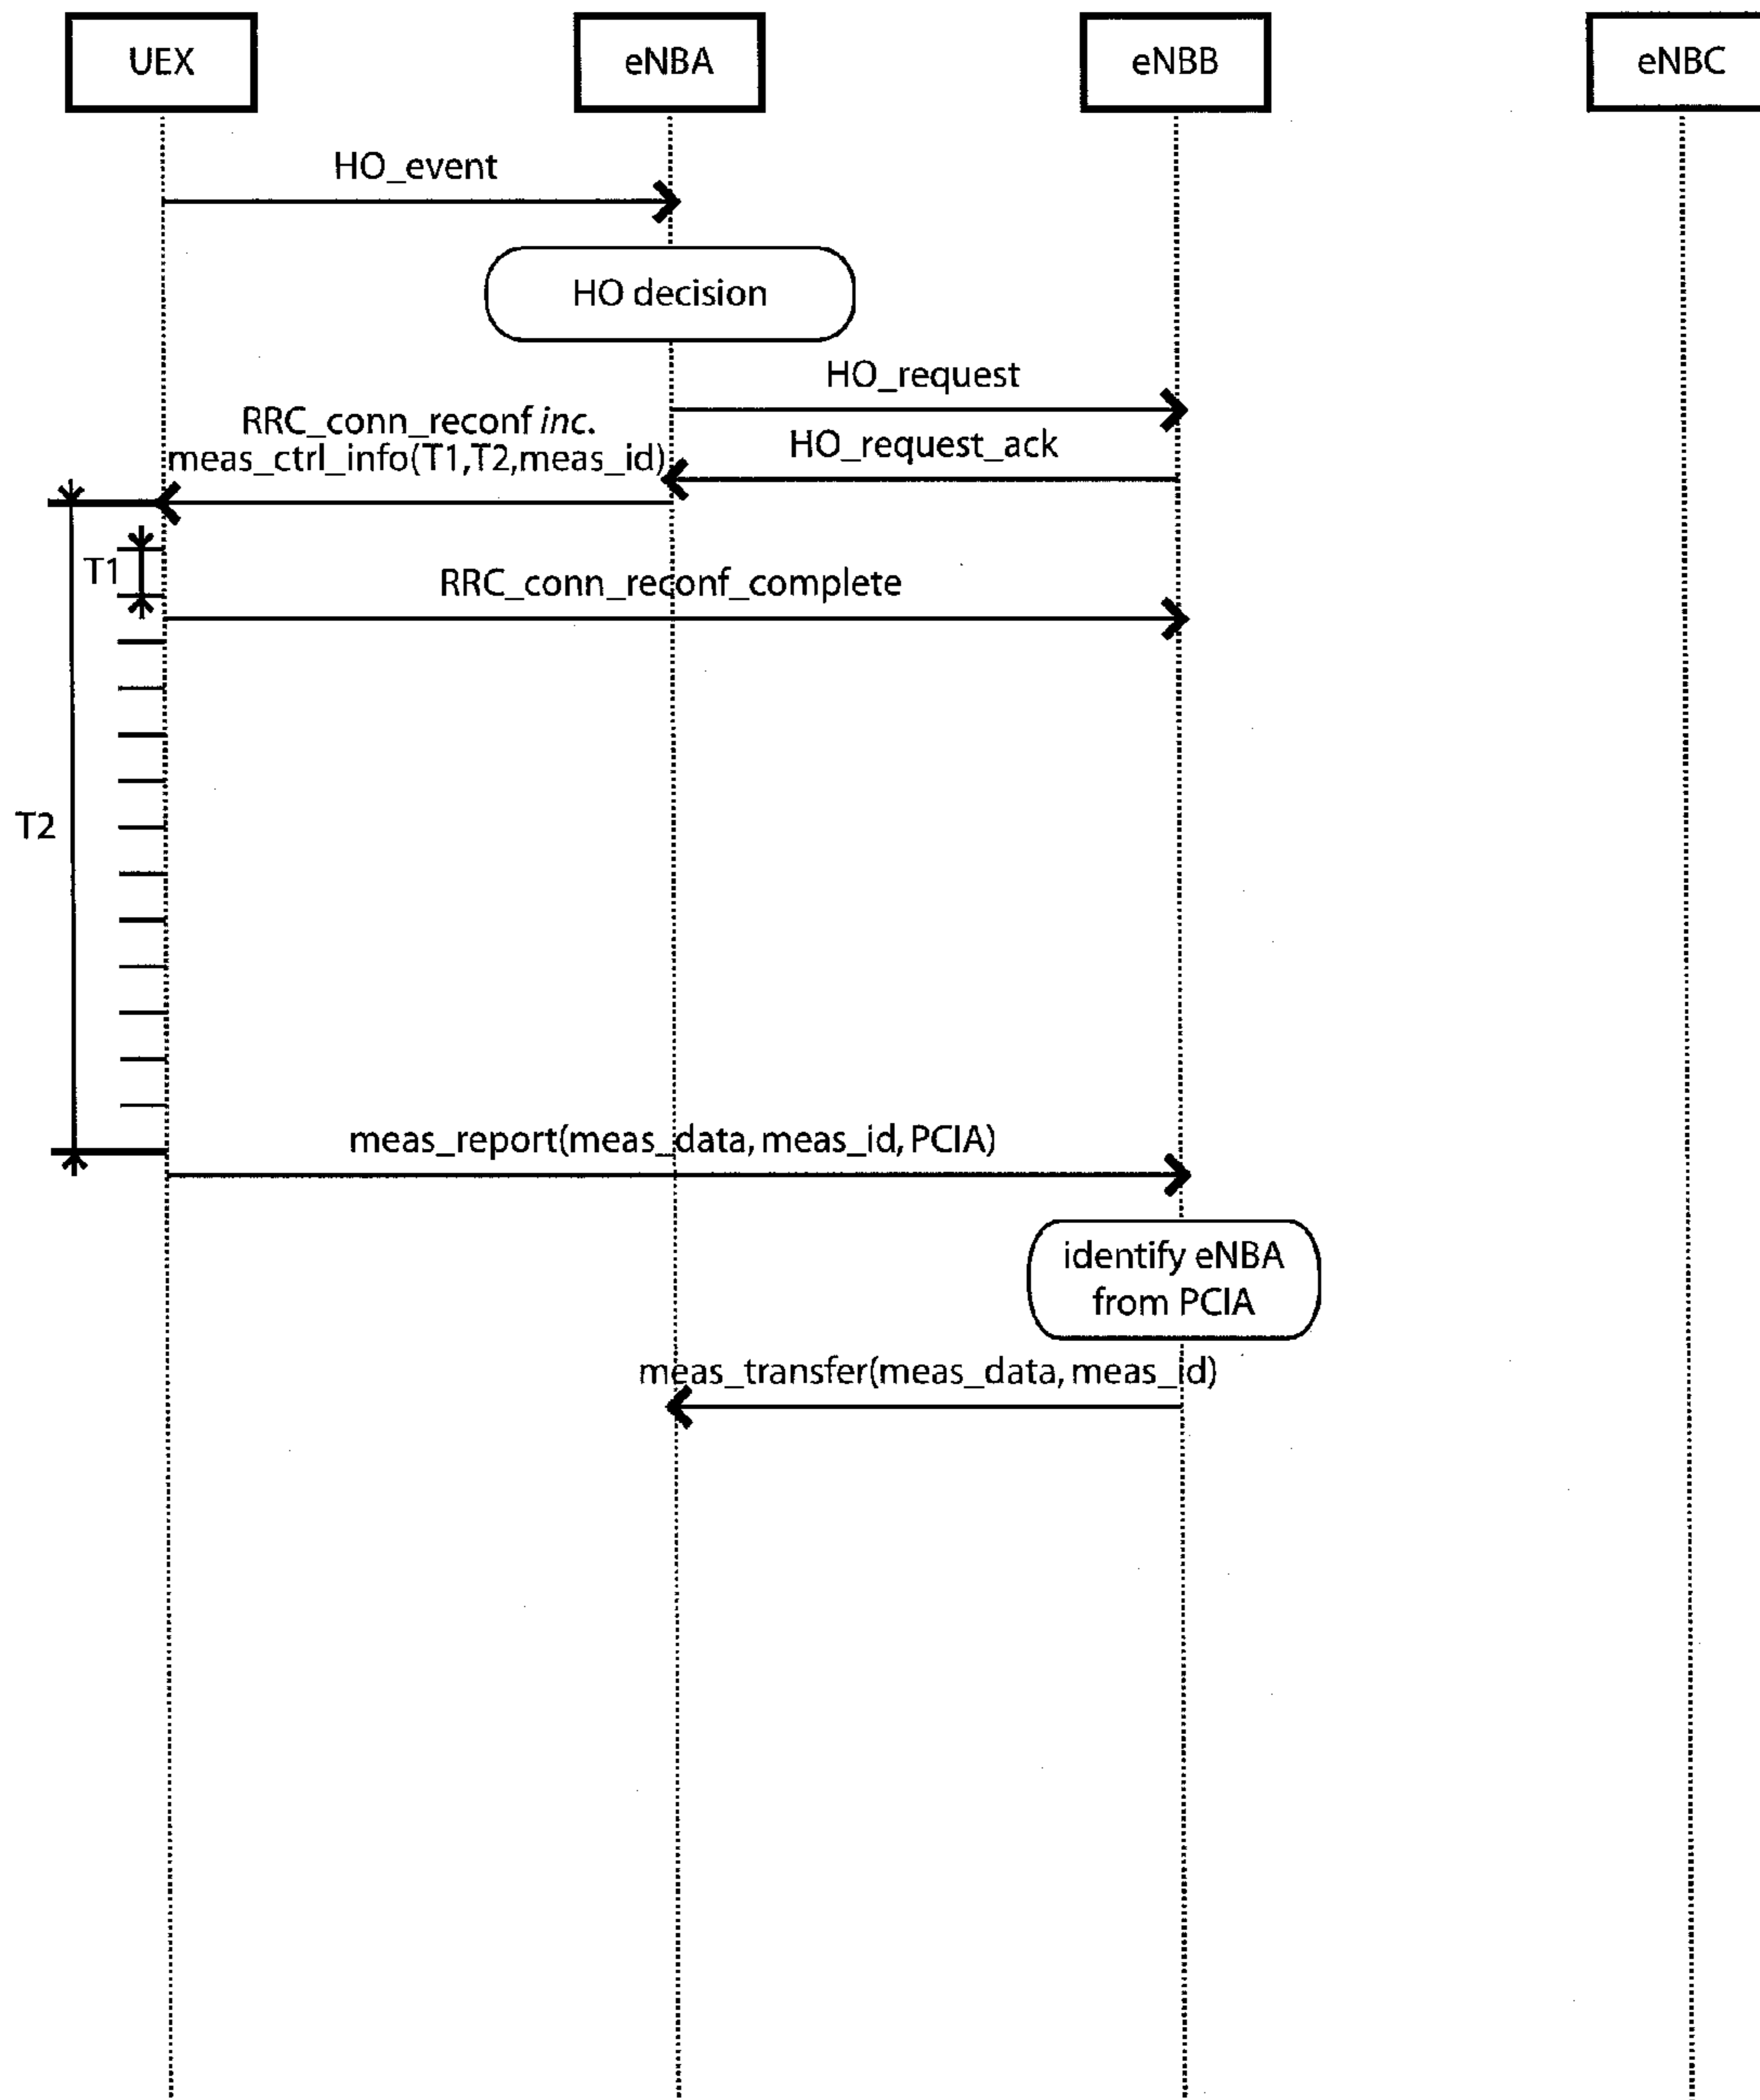 UEX
eNBA
eNBB
eNBC
HO_event
HO decision
HO_request
RRC_conn_reconf inc.
meas_ctrl_info(T1,T2,meas_id)
HO_request_ack
T1
RRC_conn_reconf_complete
T2
meas_report(meas_data, meas_id, PCIA)
identify eNBA
from PCIA
meas_transfer(meas_data, meas_id)